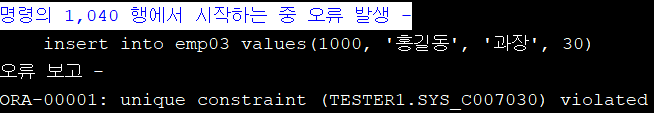 명령의 1,040 행에서 시작하는 중 오류 발생 -
insert into emp03 values(1000, '홍길동', '과장', 30)
오류 보고 -
ORA-00001: unique constraint (TESTER1.SYS_C007030) violated